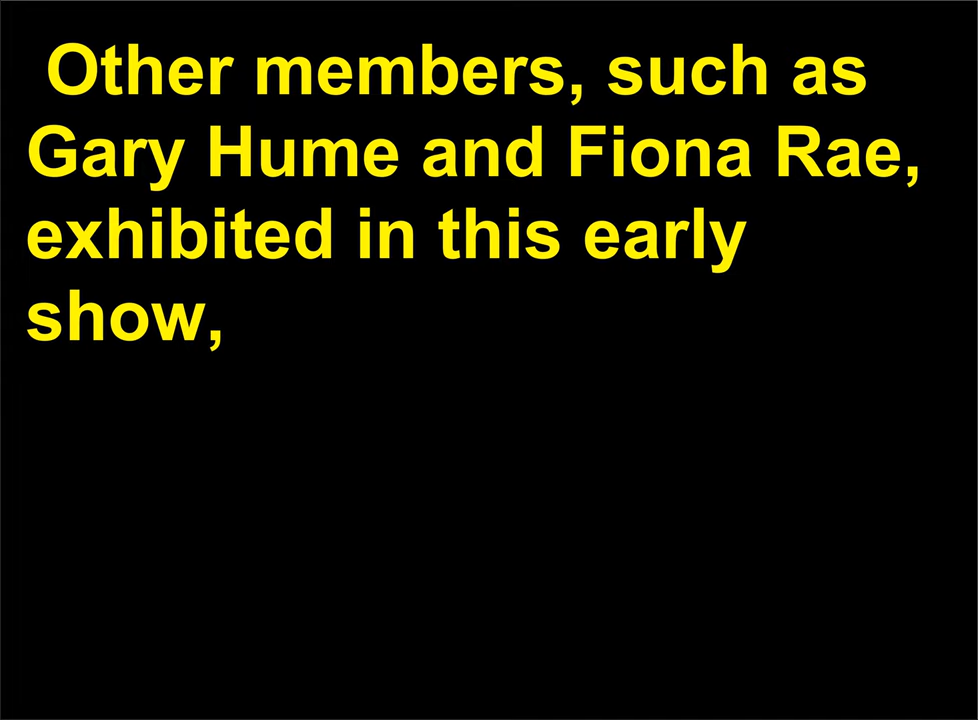 Other members, such as
Gary Hume and Fiona Rae,
exhibited in this early
show,